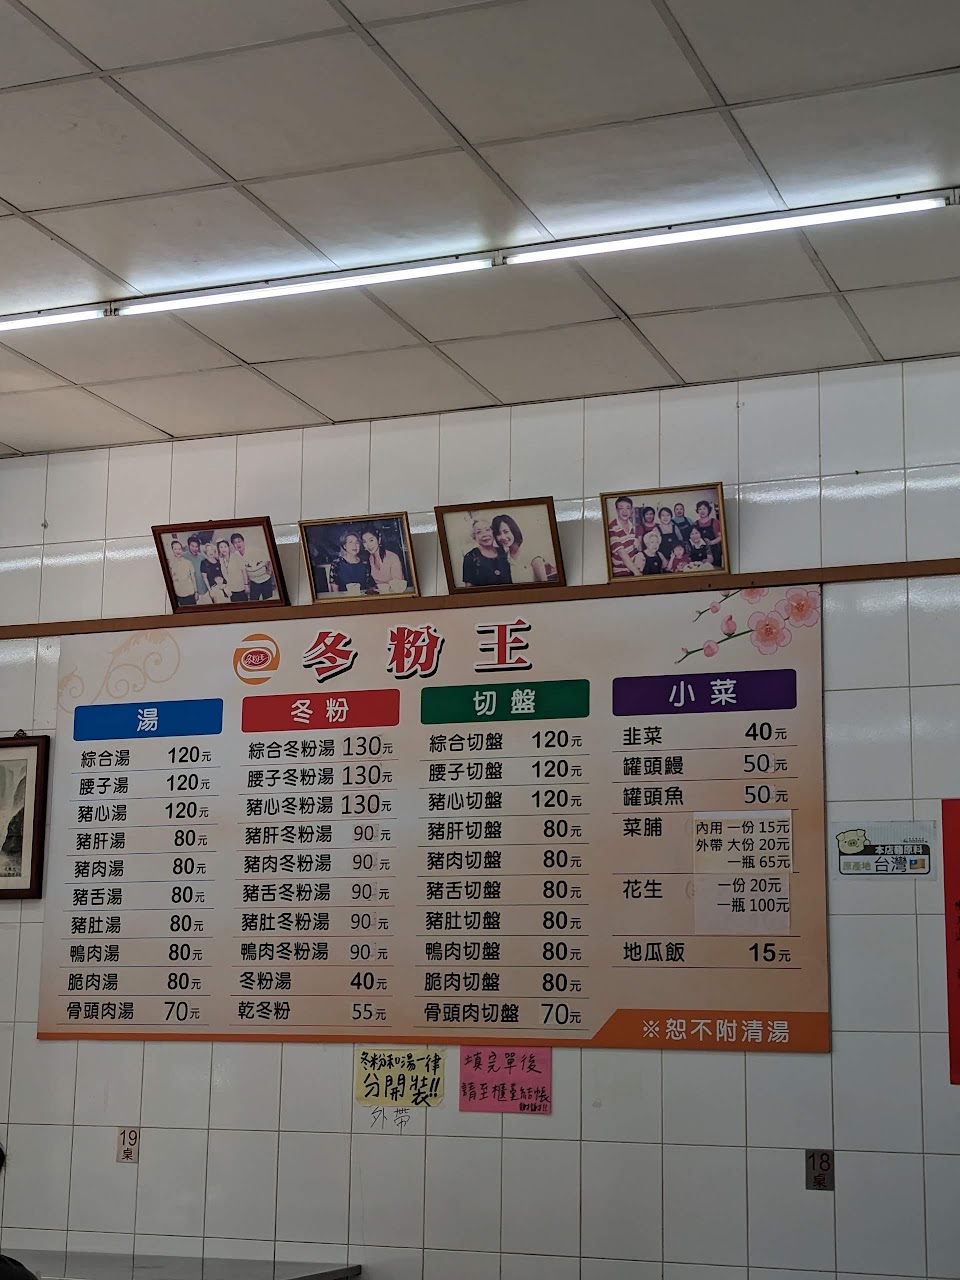 冬粉王
冬粉王
湯
綜合湯 120元
腰子湯 120元
豬心湯 120元
豬肝湯 80元
豬肉湯 80元
豬舌湯 80元
豬肚湯 80元
鴨肉湯 80元
脆肉湯 80元
骨頭肉湯 70元
冬粉
綜合冬粉湯 130元
腰子冬粉湯 130元
豬心冬粉湯 130元
豬肝冬粉湯 90元
豬肉冬粉湯 90元
豬舌冬粉湯 90元
豬肚冬粉湯 90元
鴨肉冬粉湯 90元
冬粉湯 40元
乾冬粉 55元
切盤
綜合切盤 120元
腰子切盤 120元
豬心切盤 120元
豬肝切盤 80元
豬肉切盤 80元
豬舌切盤 80元
豬肚切盤 80元
鴨肉切盤 80元
脆肉切盤 80元
骨頭肉切盤 70元
小菜
韭菜 40元
罐頭鰻 50元
罐頭魚 50元
菜脯 內用 一份 15元
外帶 大份 20元
一瓶 65元
花生 一份 20元
一瓶 100元
地瓜飯 15元
※恕不附清湯
本店豬原料
原產地 台灣
冬粉和湯一律
分開裝!!
外帶
填完單後
請至櫃臺結帳
謝謝!!
19
桌
18
桌